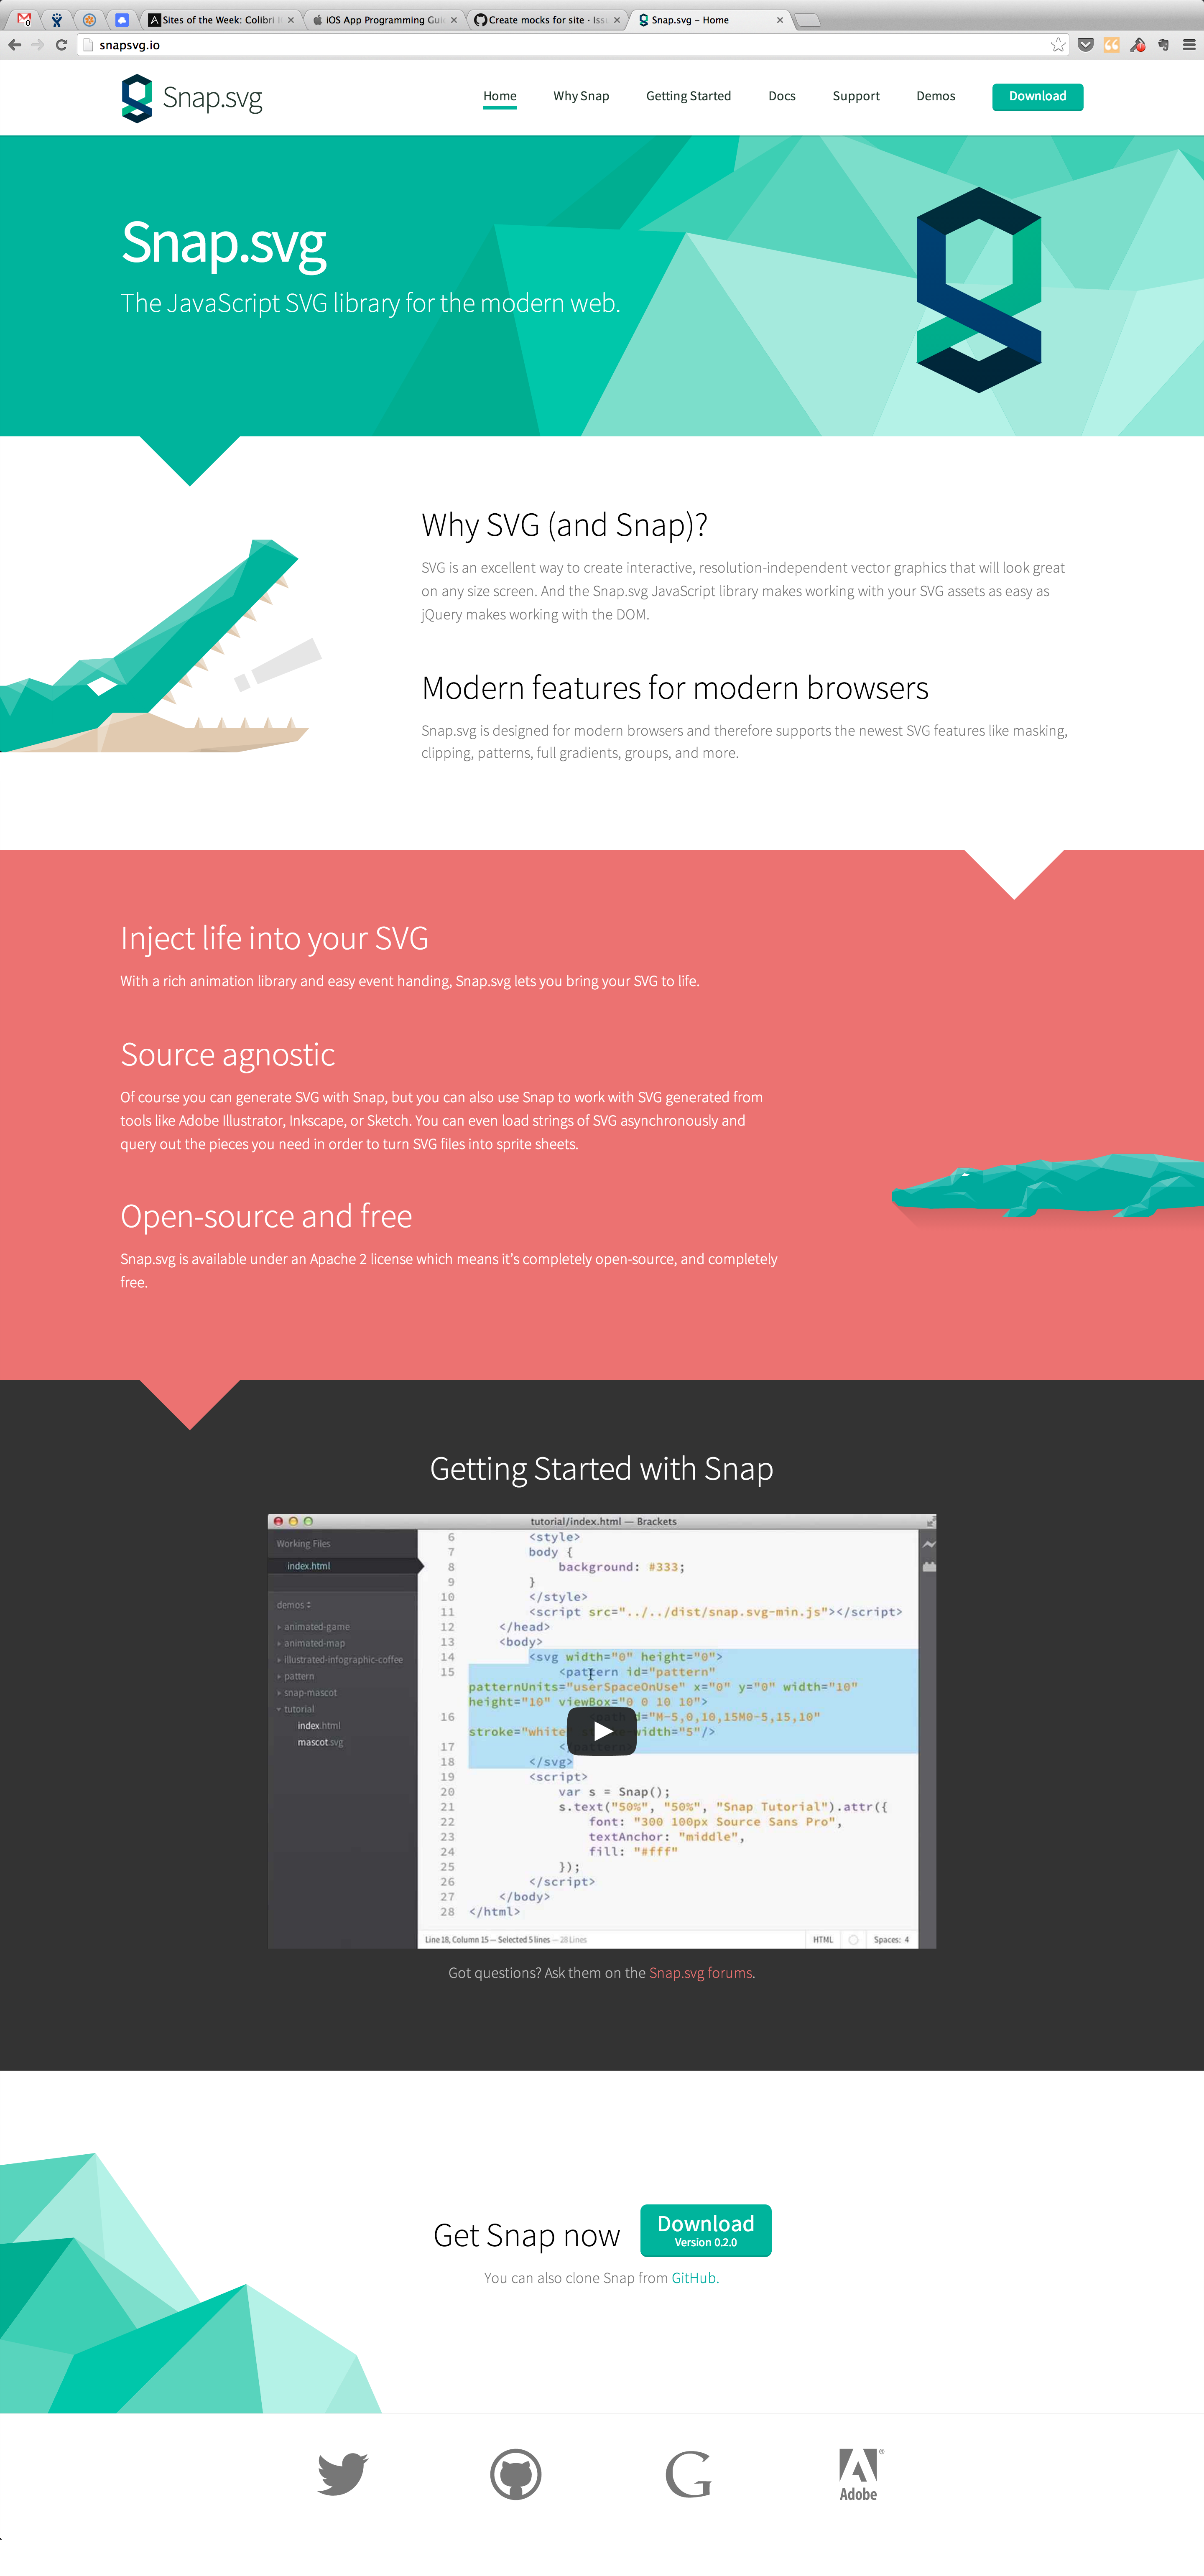 Sites of the Week: Colibri
iOS App Programming Gui
Create mocks for site · Issu
Snap.svg – Home
snapsvg.io
Snap.svg
Home
Why Snap
Getting Started
Docs
Support
Demos
Download
Snap.svg
The JavaScript SVG library for the modern web.
Why SVG (and Snap)?
SVG is an excellent way to create interactive, resolution-independent vector graphics that will look great
on any size screen. And the Snap.svg JavaScript library makes working with your SVG assets as easy as
jQuery makes working with the DOM.
Modern features for modern browsers
Snap.svg is designed for modern browsers and therefore supports the newest SVG features like masking,
clipping, patterns, full gradients, groups, and more.
Inject life into your SVG
With a rich animation library and easy event handing, Snap.svg lets you bring your SVG to life.
Source agnostic
Of course you can generate SVG with Snap, but you can also use Snap to work with SVG generated from
tools like Adobe Illustrator, Inkscape, or Sketch. You can even load strings of SVG asynchronously and
query out the pieces you need in order to turn SVG files into sprite sheets.
Open-source and free
Snap.svg is available under an Apache 2 license which means it's completely open-source, and completely
free.
Getting Started with Snap
tutorial/index.html — Brackets
Working Files
index.html
demos
animated-game
animated-map
illustrated-infographic-coffee
pattern
snap-mascot
tutorial
index.html
mascot.svg
6 <style>
7 body {
8 background: #333;
9 }
10 </style>
11 <script src="../../dist/snap.svg-min.js"></script>
12 </head>
13 <body>
14 <svg width="0" height="0">
15 <pattern id="pattern"
patternUnits="userSpaceOnUse" x="0" y="0" width="10"
height="10" viewBox="0 0 10 10">
16 d="M-5,0,10,15M0-5,15,10"
stroke="white width="5"/>
17 </
18 </svg>
19 <script>
20 var s = Snap();
21 s.text("50%", "50%", "Snap Tutorial").attr({
22 font: "300 100px Source Sans Pro",
23 textAnchor: "middle",
24 fill: "#fff"
25 });
26 </script>
27 </body>
28 </html>
Line 18, Column 15 — Selected 5 lines — 28 Lines
HTML
Spaces: 4
Got questions? Ask them on the Snap.svg forums.
Get Snap now
Download
Version 0.2.0
You can also clone Snap from GitHub.
G
Adobe